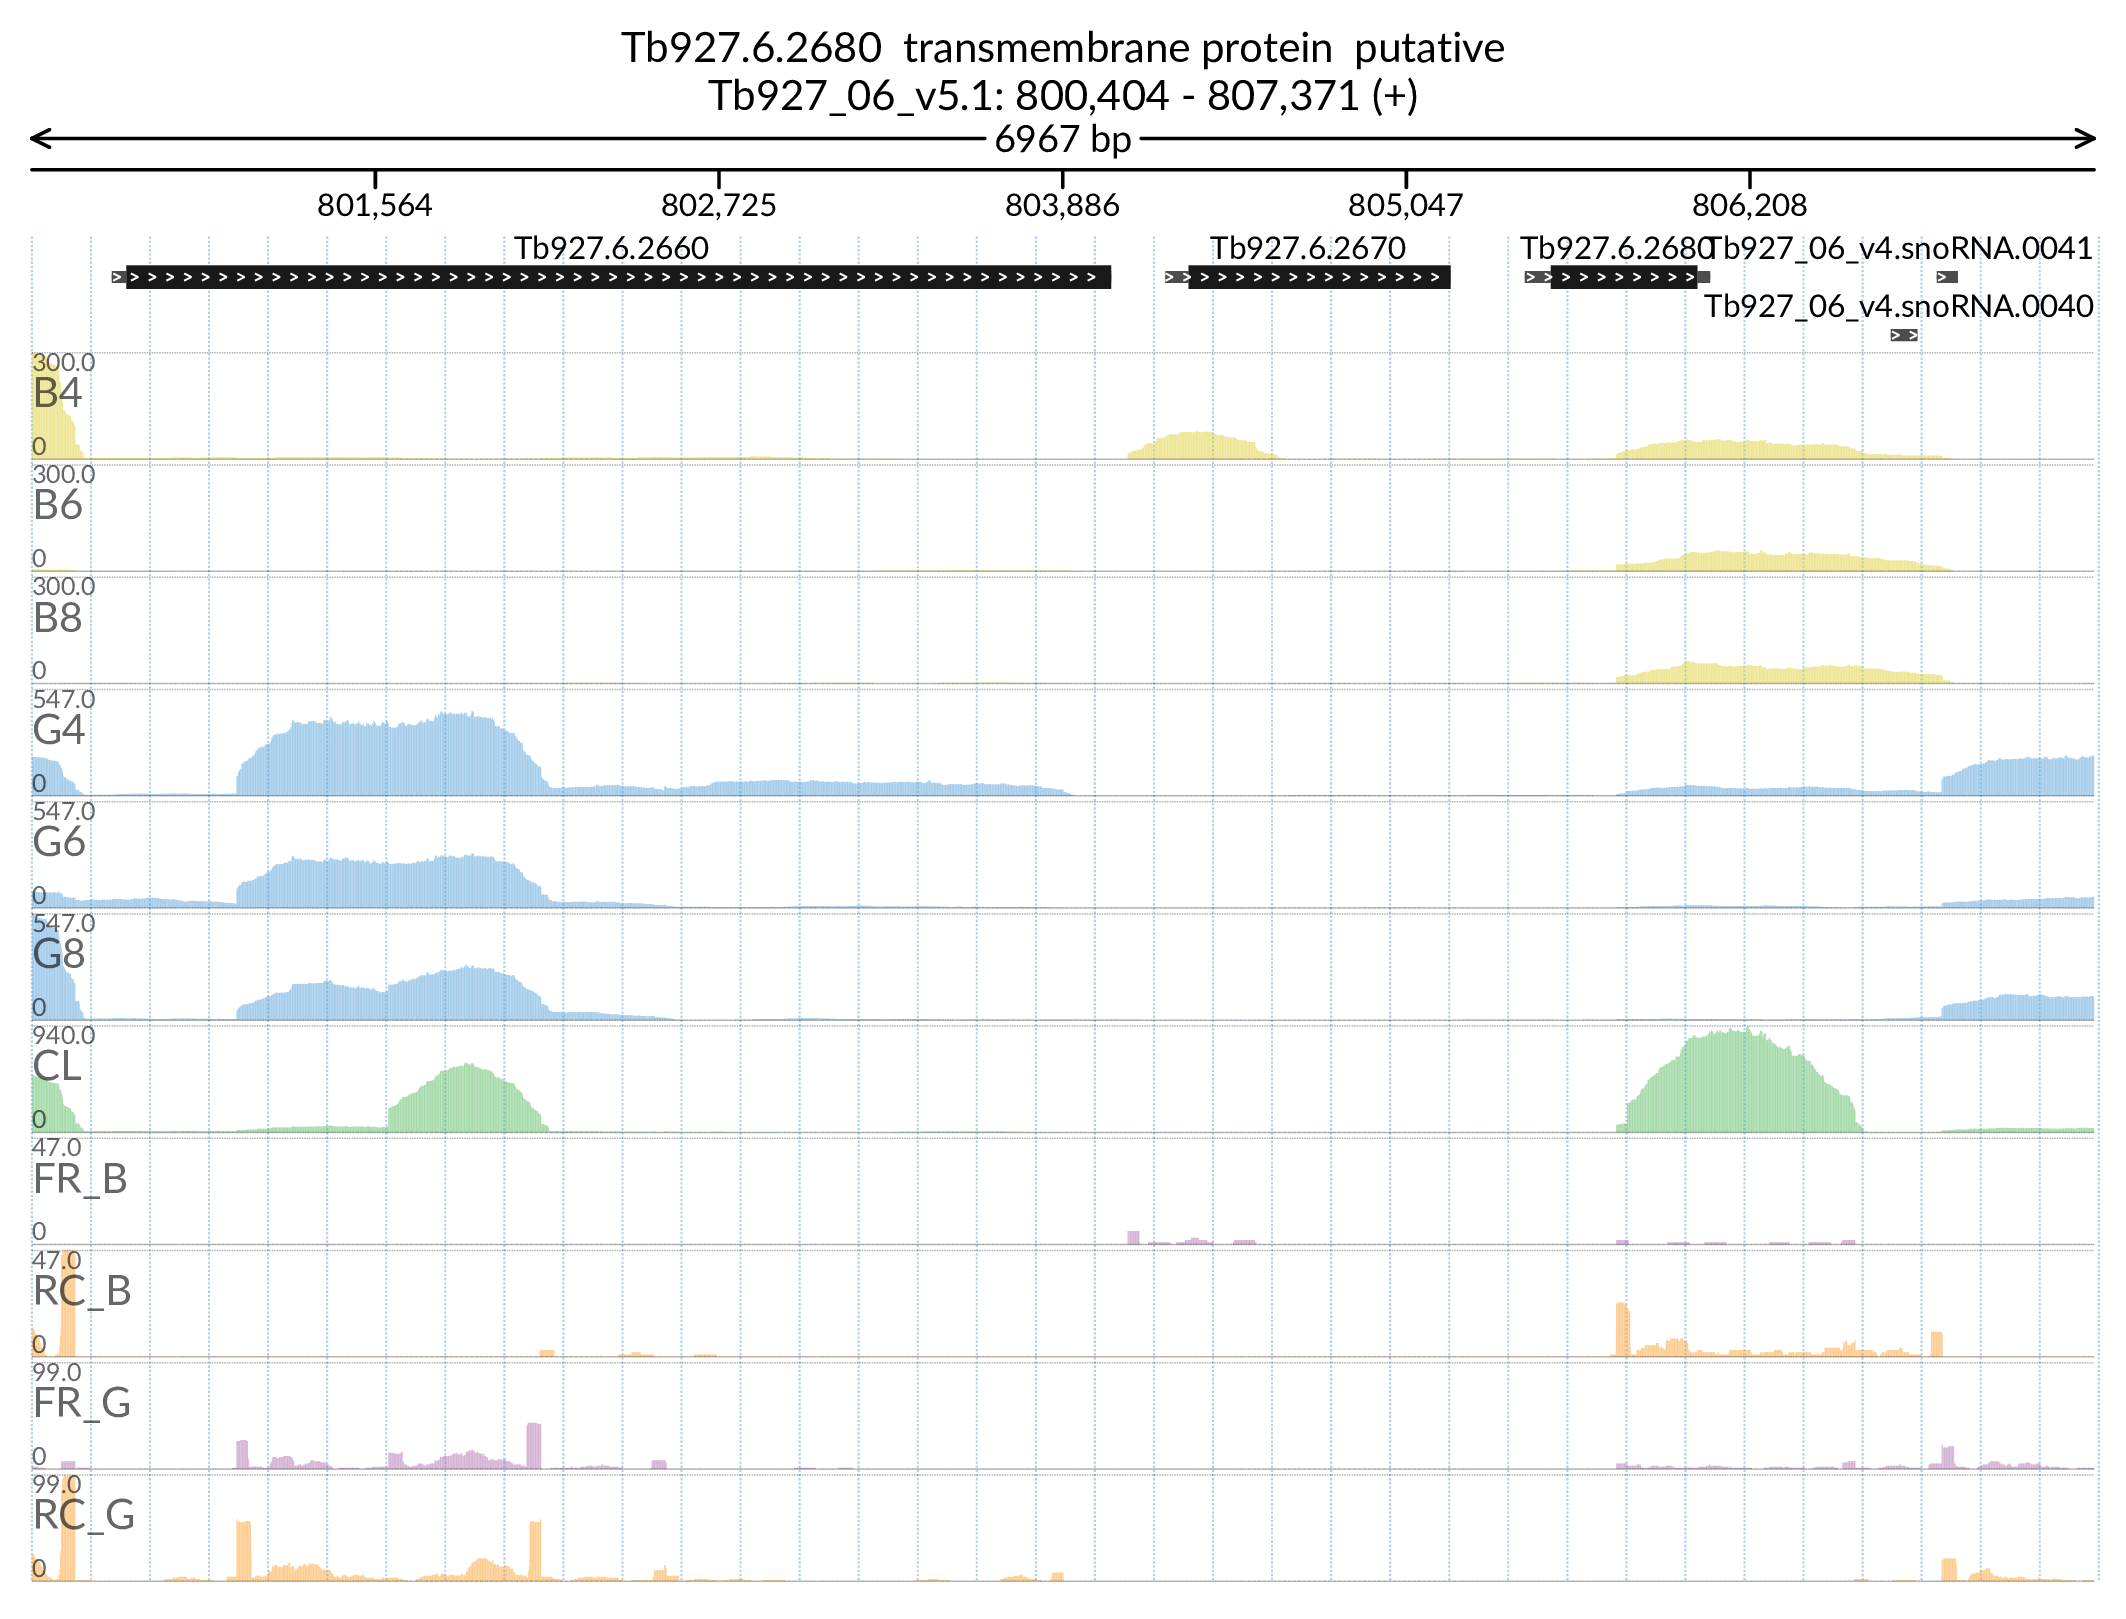 Tb927.6.2680  transmembrane protein  putative
Tb927_06_v5.1: 800,404 - 807,371 (+)
6967 bp
801,564 802,725 803,886 805,047 806,208
Tb927.6.2660 Tb927.6.2670 Tb927.6.2680 Tb927_06_v4.snoRNA.0041
Tb927_06_v4.snoRNA.0040
300.0
B4
0
300.0
B6
0
300.0
B8
0
547.0
G4
0
547.0
G6
0
547.0
G8
0
940.0
CL
0
47.0
FR_B
0
47.0
RC_B
0
99.0
FR_G
0
99.0
RC_G
0